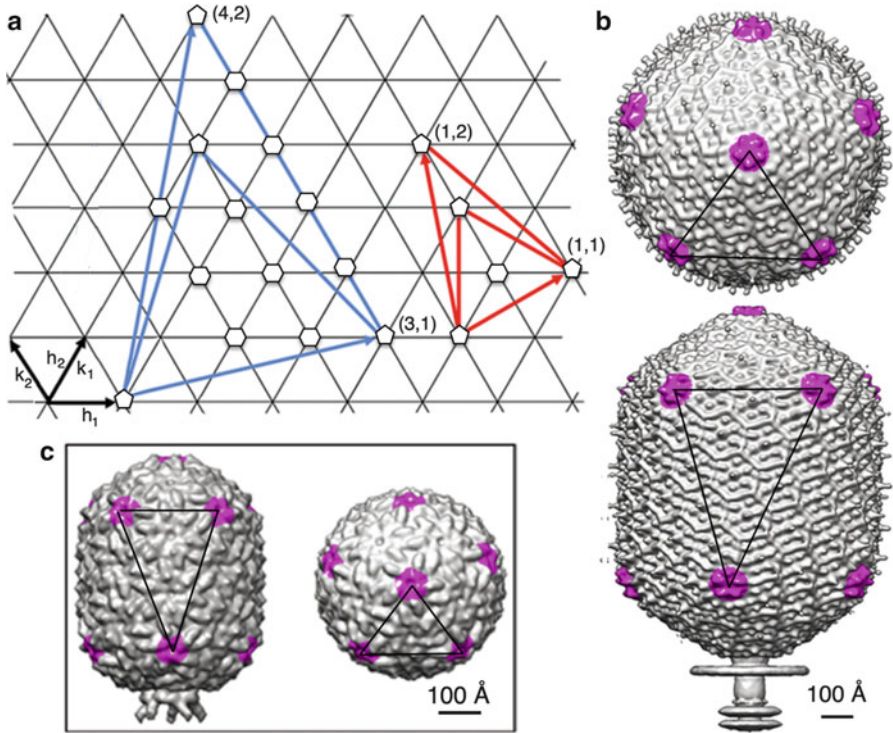 a
(4,2)
(1,2)
(1,1)
(3,1)
h₂
k₁
k₂
h₁
b
c
100 Å
100 Å